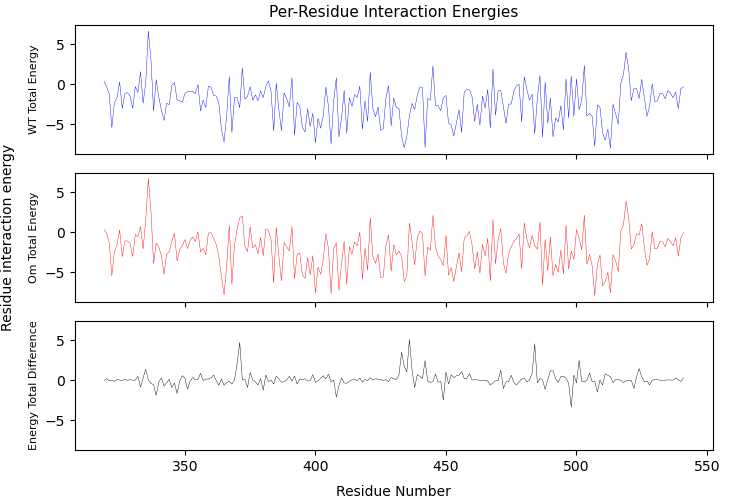 Per-Residue Interaction Energies
Residue interaction energy
WT Total Energy
5
0
−5
Om Total Energy
5
0
−5
Energy Total Difference
5
0
−5
350
400
450
500
550
Residue Number